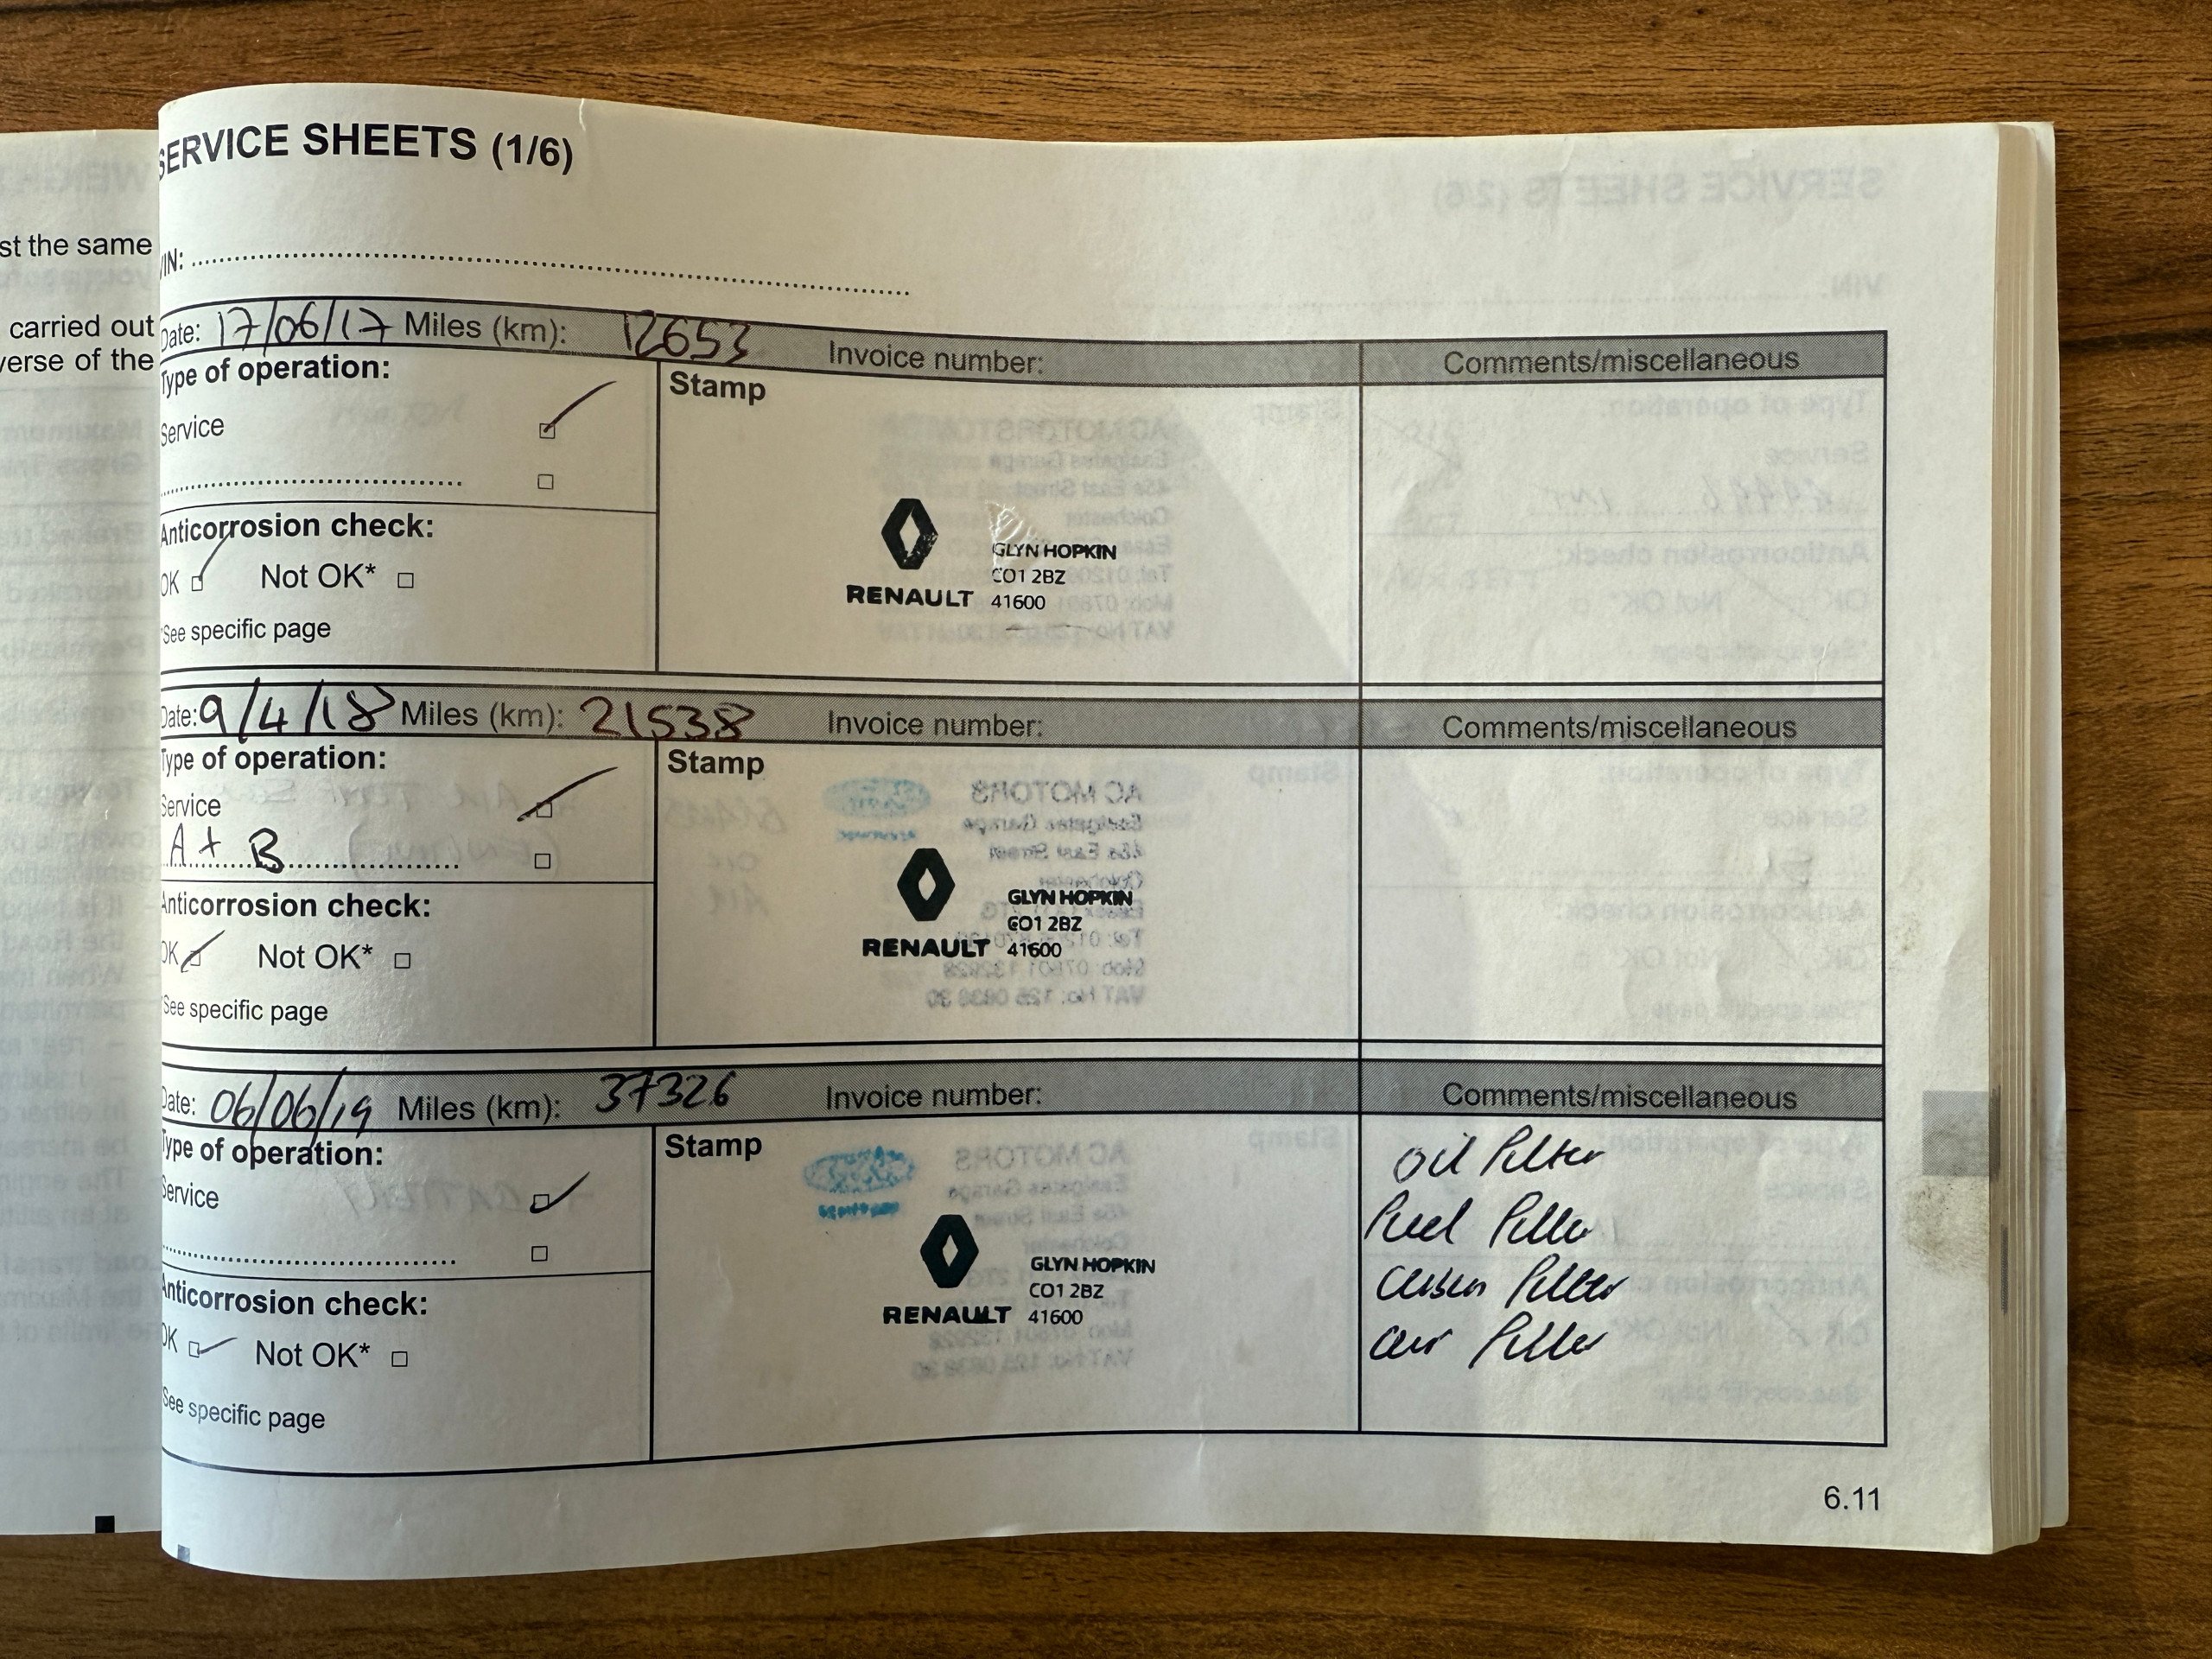 SERVICE SHEETS (1/6)
VIN:
st the same
carried out
verse of the
Date: 17/06/17 Miles (km): 12653 Invoice number: Comments/miscellaneous
Type of operation:
Stamp
Service
Anticorrosion check:
OK Not OK*
*See specific page
RENAULT
GLYN HOPKIN
CO1 2BZ
41600
Date: 9/4/18 Miles (km): 21538 Invoice number: Comments/miscellaneous
Type of operation:
Stamp
Service
A + B
Anticorrosion check:
OK Not OK*
*See specific page
RENAULT
GLYN HOPKIN
CO1 2BZ
41600
Date: 06/06/19 Miles (km): 37326 Invoice number: Comments/miscellaneous
Type of operation:
Stamp
Service
Anticorrosion check:
OK Not OK*
*See specific page
RENAULT
GLYN HOPKIN
CO1 2BZ
41600
oil filter
fuel filter
cabin filter
air filter
6.11